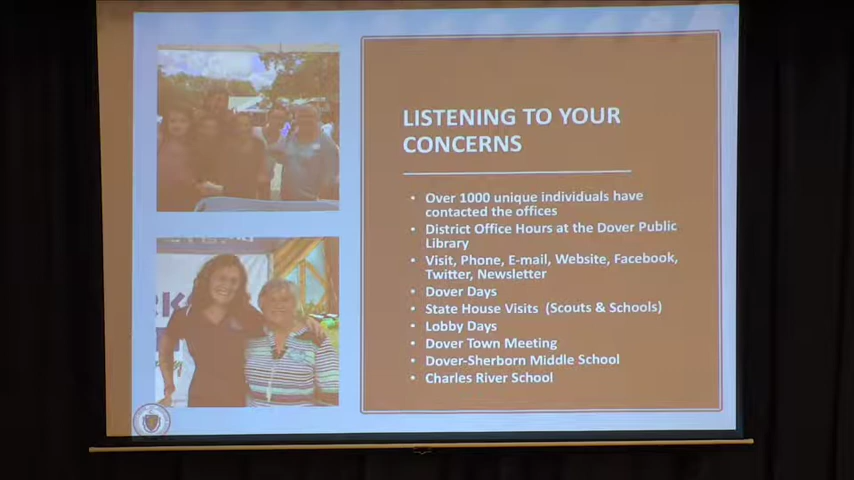 LISTENING TO YOUR
CONCERNS
• Over 1000 unique individuals have
contacted the offices
• District Office Hours at the Dover Public
Library
• Visit, Phone, E-mail, Website, Facebook,
Twitter, Newsletter
• Dover Days
• State House Visits (Scouts & Schools)
• Lobby Days
• Dover Town Meeting
• Dover-Sherborn Middle School
• Charles River School